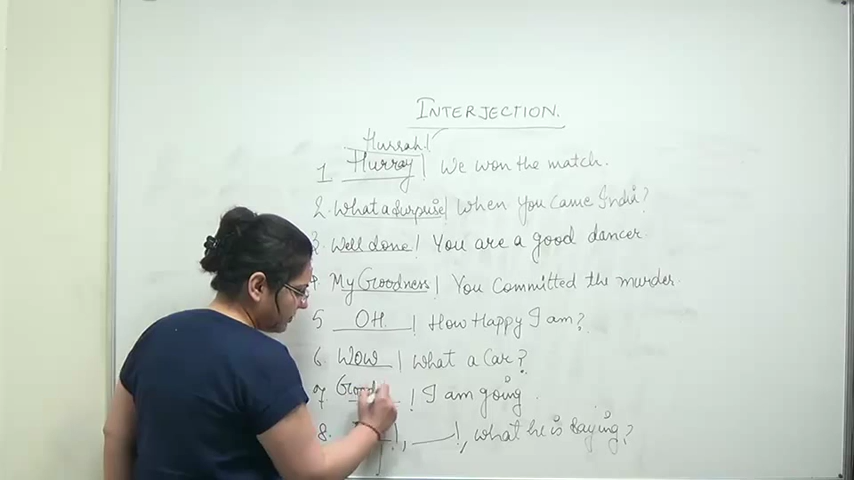 INTERJECTION.
Hurrah!
1. Hurray! We won the match.
2. What a surprise! When you came India?
3. Well done! You are a good dancer.
4. My Goodness! You committed the murder.
5 OH. ! How Happy I am?
6. Wow! what a Car?
7. Good ! I am going.
8. !, ! , what he is saying?